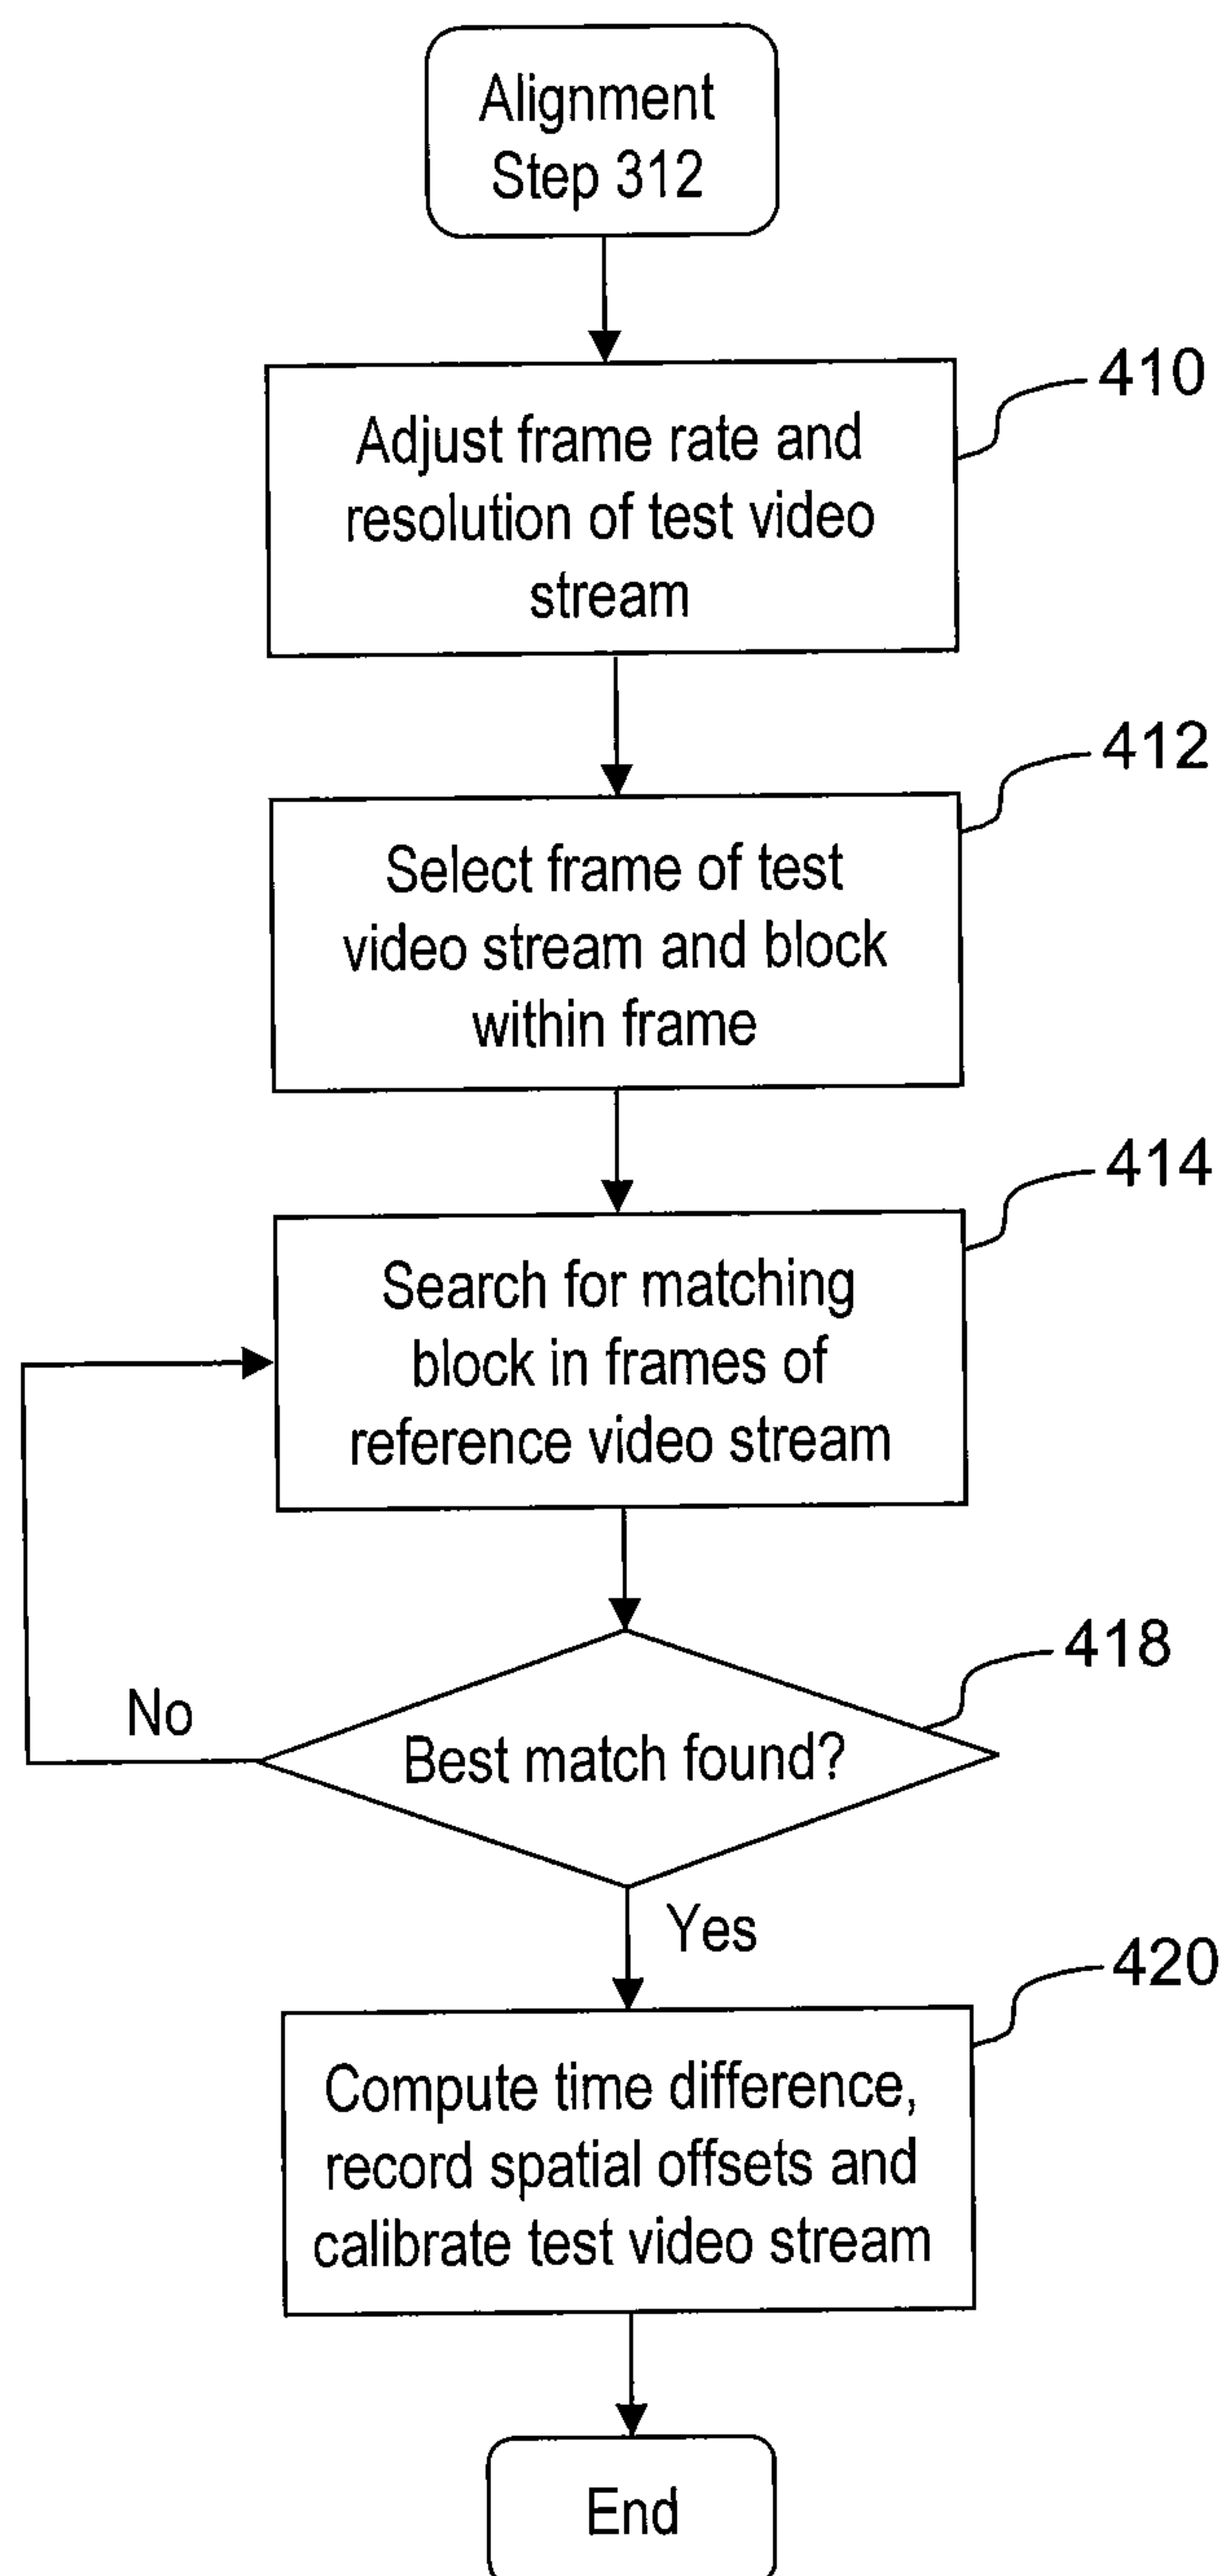 Alignment
Step 312
410
Adjust frame rate and
resolution of test video
stream
412
Select frame of test
video stream and block
within frame
414
Search for matching
block in frames of
reference video stream
418
No
Best match found?
Yes
420
Compute time difference,
record spatial offsets and
calibrate test video stream
End